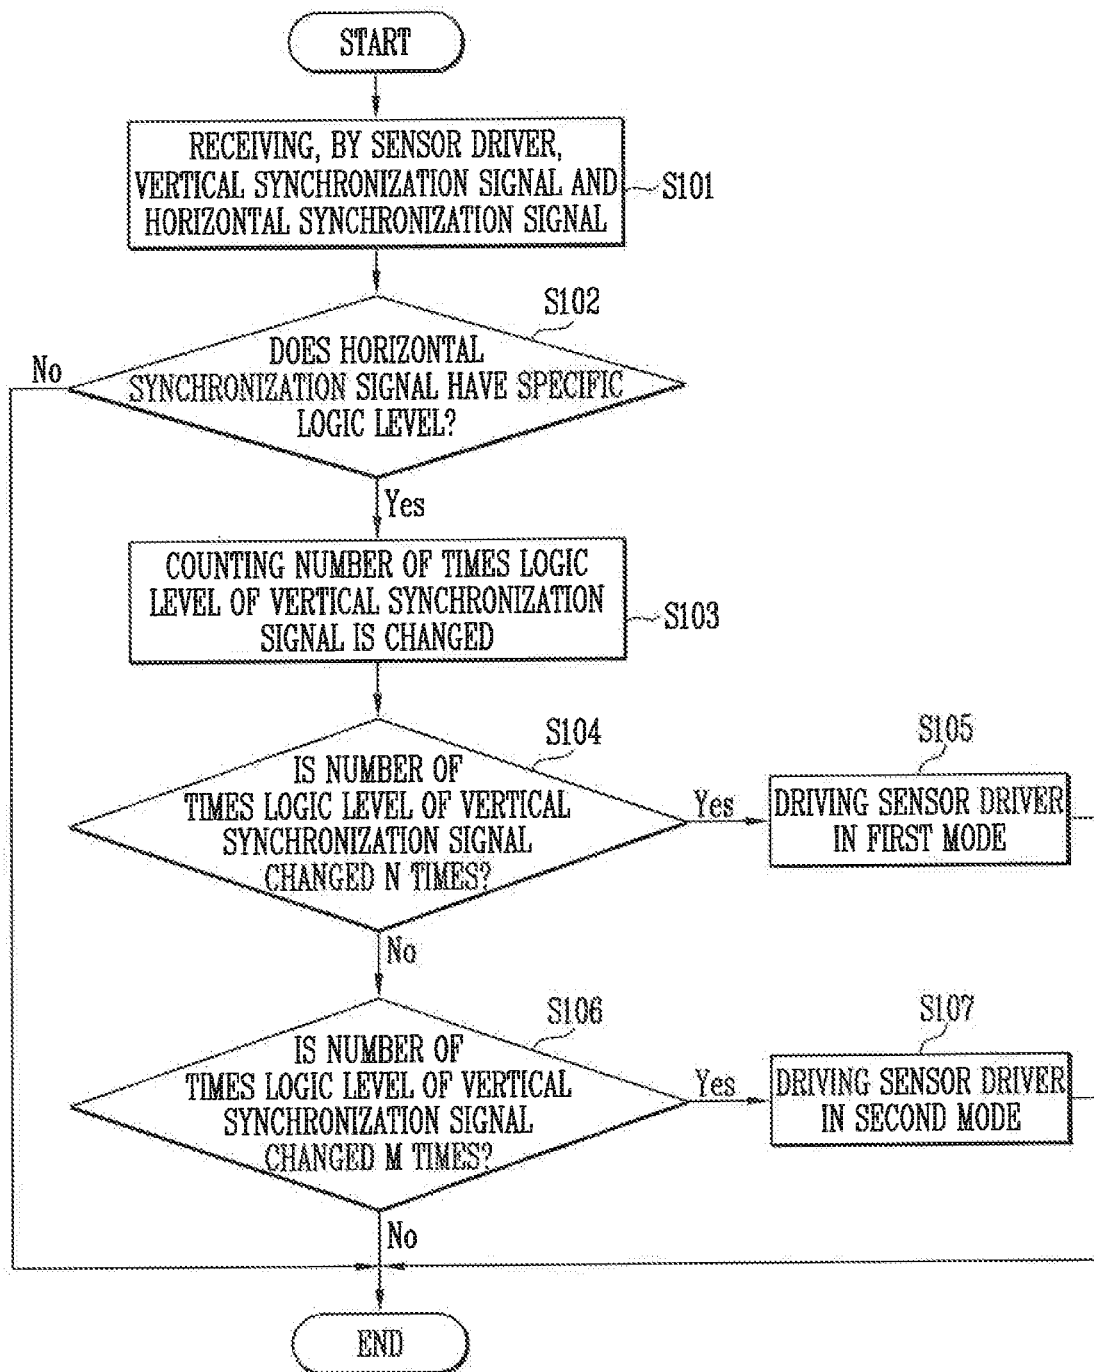 START
RECEIVING, BY SENSOR DRIVER,
VERTICAL SYNCHRONIZATION SIGNAL AND
HORIZONTAL SYNCHRONIZATION SIGNAL
S101
S102
DOES HORIZONTAL
SYNCHRONIZATION SIGNAL HAVE SPECIFIC
LOGIC LEVEL?
No
Yes
COUNTING NUMBER OF TIMES LOGIC
LEVEL OF VERTICAL SYNCHRONIZATION
SIGNAL IS CHANGED
S103
S104
IS NUMBER OF
TIMES LOGIC LEVEL OF VERTICAL
SYNCHRONIZATION SIGNAL
CHANGED N TIMES?
Yes
S105
DRIVING SENSOR DRIVER
IN FIRST MODE
No
S106
IS NUMBER OF
TIMES LOGIC LEVEL OF VERTICAL
SYNCHRONIZATION SIGNAL
CHANGED M TIMES?
Yes
S107
DRIVING SENSOR DRIVER
IN SECOND MODE
No
END